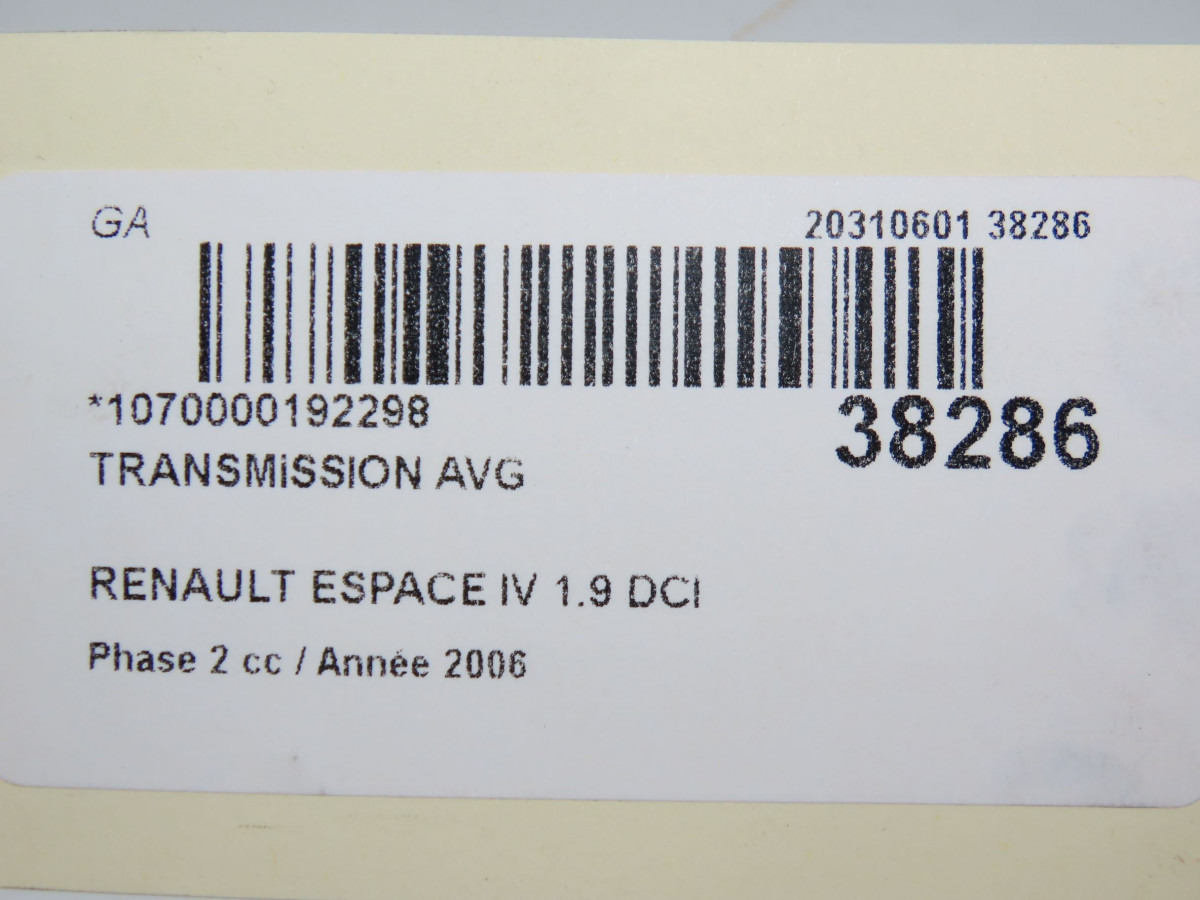 GA 20310601 38286
*1070000192298 38286
TRANSMiSSION AVG
RENAULT ESPACE IV 1.9 DCI
Phase 2 cc / Année 2006